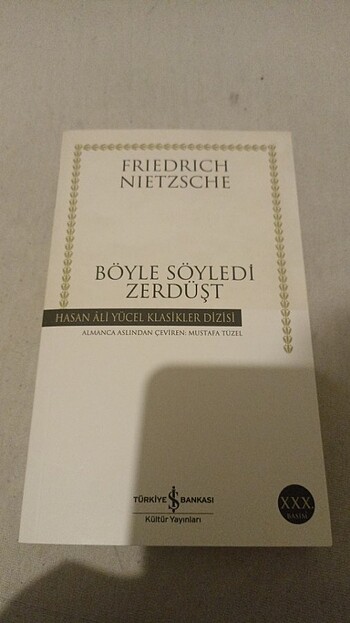 FRIEDRICH
NIETZSCHE
BÖYLE SÖYLEDİ
ZERDÜŞT
HASAN ÂLİ YÜCEL KLASİKLER DİZİSİ
ALMANCA ASLINDAN ÇEVİREN: MUSTAFA TÜZEL
TÜRKİYE İŞ BANKASI
Kültür Yayınları
XXX.
BASIM